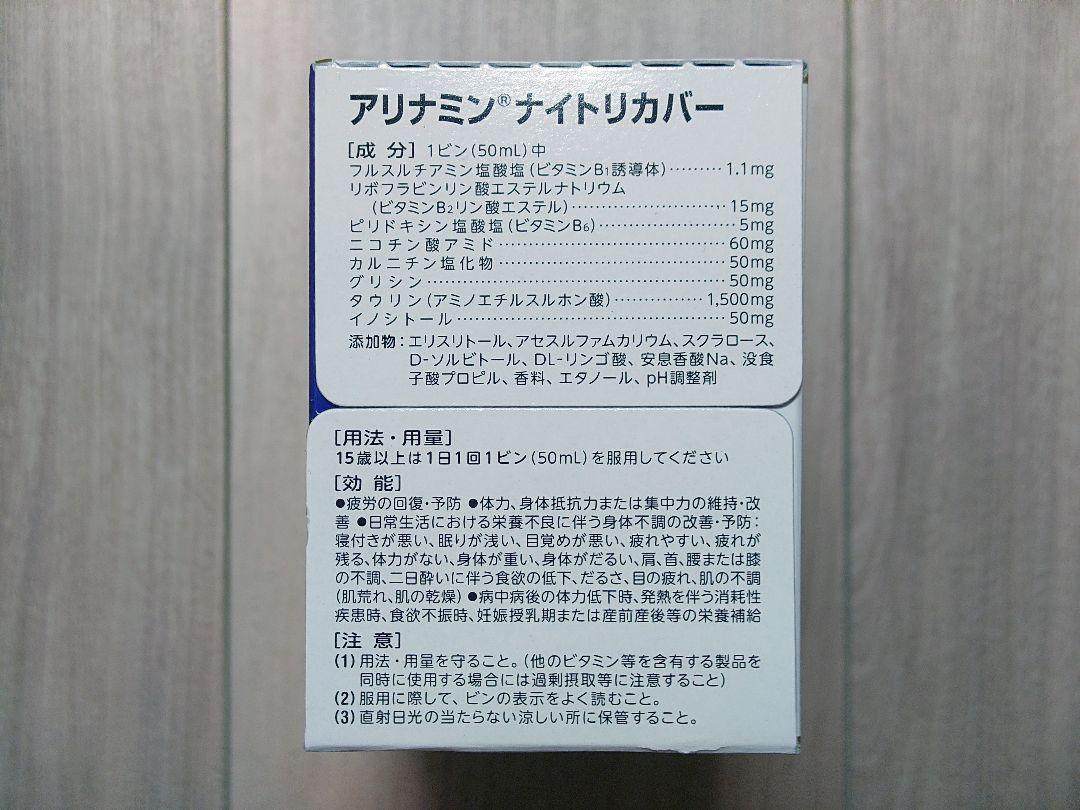 アリナミン®ナイトリカバー
[成 分] 1ビン(50mL)中
フルスルチアミン塩酸塩(ビタミンB1誘導体)………1.1mg
リボフラビンリン酸エステルナトリウム
(ビタミンB2リン酸エステル)……………………15mg
ピリドキシン塩酸塩(ビタミンB6)…………………5mg
ニコチン酸アミド……………………………60mg
カルニチン塩化物……………………………50mg
グリシン…………………………………50mg
タウリン(アミノエチルスルホン酸)……………1,500mg
イノシトール………………………………50mg
添加物:エリスリトール、アセスルファムカリウム、スクラロース、
D-ソルビトール、DL-リンゴ酸、安息香酸Na、没食
子酸プロピル、香料、エタノール、pH調整剤
[用法・用量]
15歳以上は1日1回1ビン(50mL)を服用してください
[効 能]
●疲労の回復・予防 ●体力、身体抵抗力または集中力の維持・改
善 ●日常生活における栄養不良に伴う身体不調の改善・予防:
寝付きが悪い、眠りが浅い、目覚めが悪い、疲れやすい、疲れが
残る、体力がない、身体が重い、身体がだるい、肩、首、腰または膝
の不調、二日酔いに伴う食欲の低下、だるさ、目の疲れ、肌の不調
(肌荒れ、肌の乾燥) ●病中病後の体力低下時、発熱を伴う消耗性
疾患時、食欲不振時、妊娠授乳期または産前産後等の栄養補給
[注 意]
(1) 用法・用量を守ること。(他のビタミン等を含有する製品を
同時に使用する場合には過剰摂取等に注意すること)
(2) 服用に際して、ビンの表示をよく読むこと。
(3) 直射日光の当たらない涼しい所に保管すること。